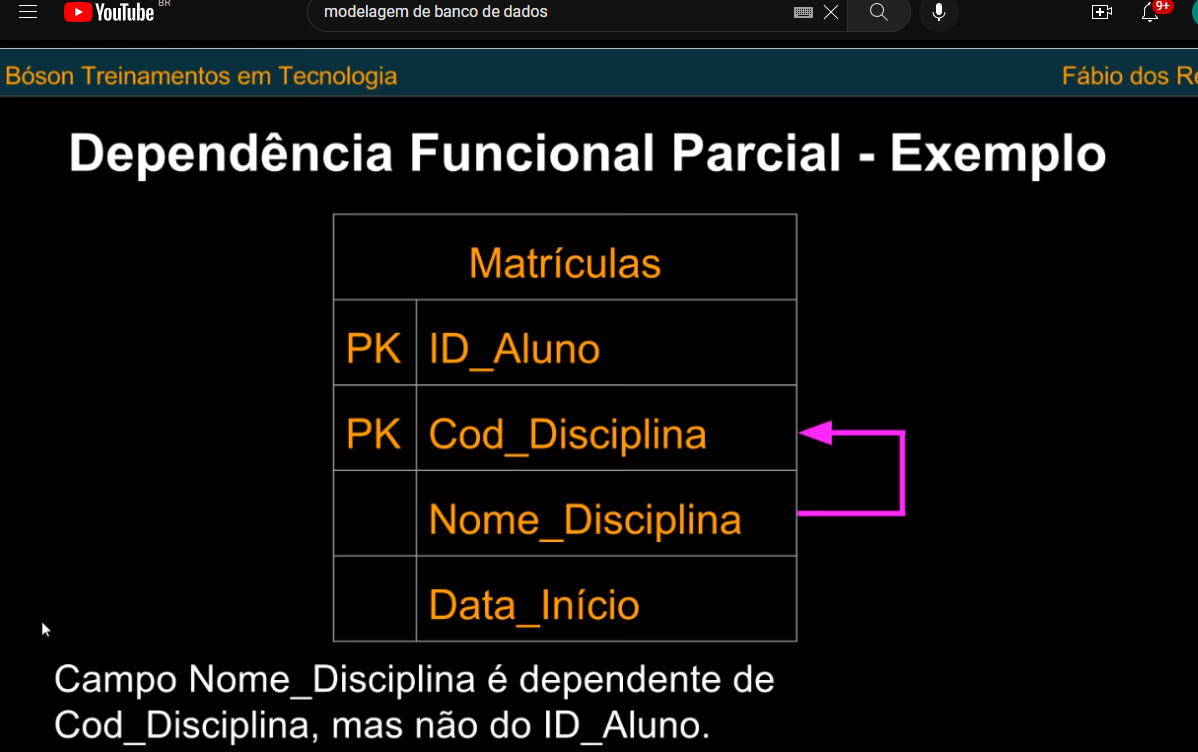 YouTube BR
modelagem de banco de dados
9+
Bóson Treinamentos em Tecnologia
Fábio dos Re
Dependência Funcional Parcial - Exemplo
Matrículas
PK ID_Aluno
PK Cod_Disciplina
Nome_Disciplina
Data_Início
Campo Nome_Disciplina é dependente de
Cod_Disciplina, mas não do ID_Aluno.